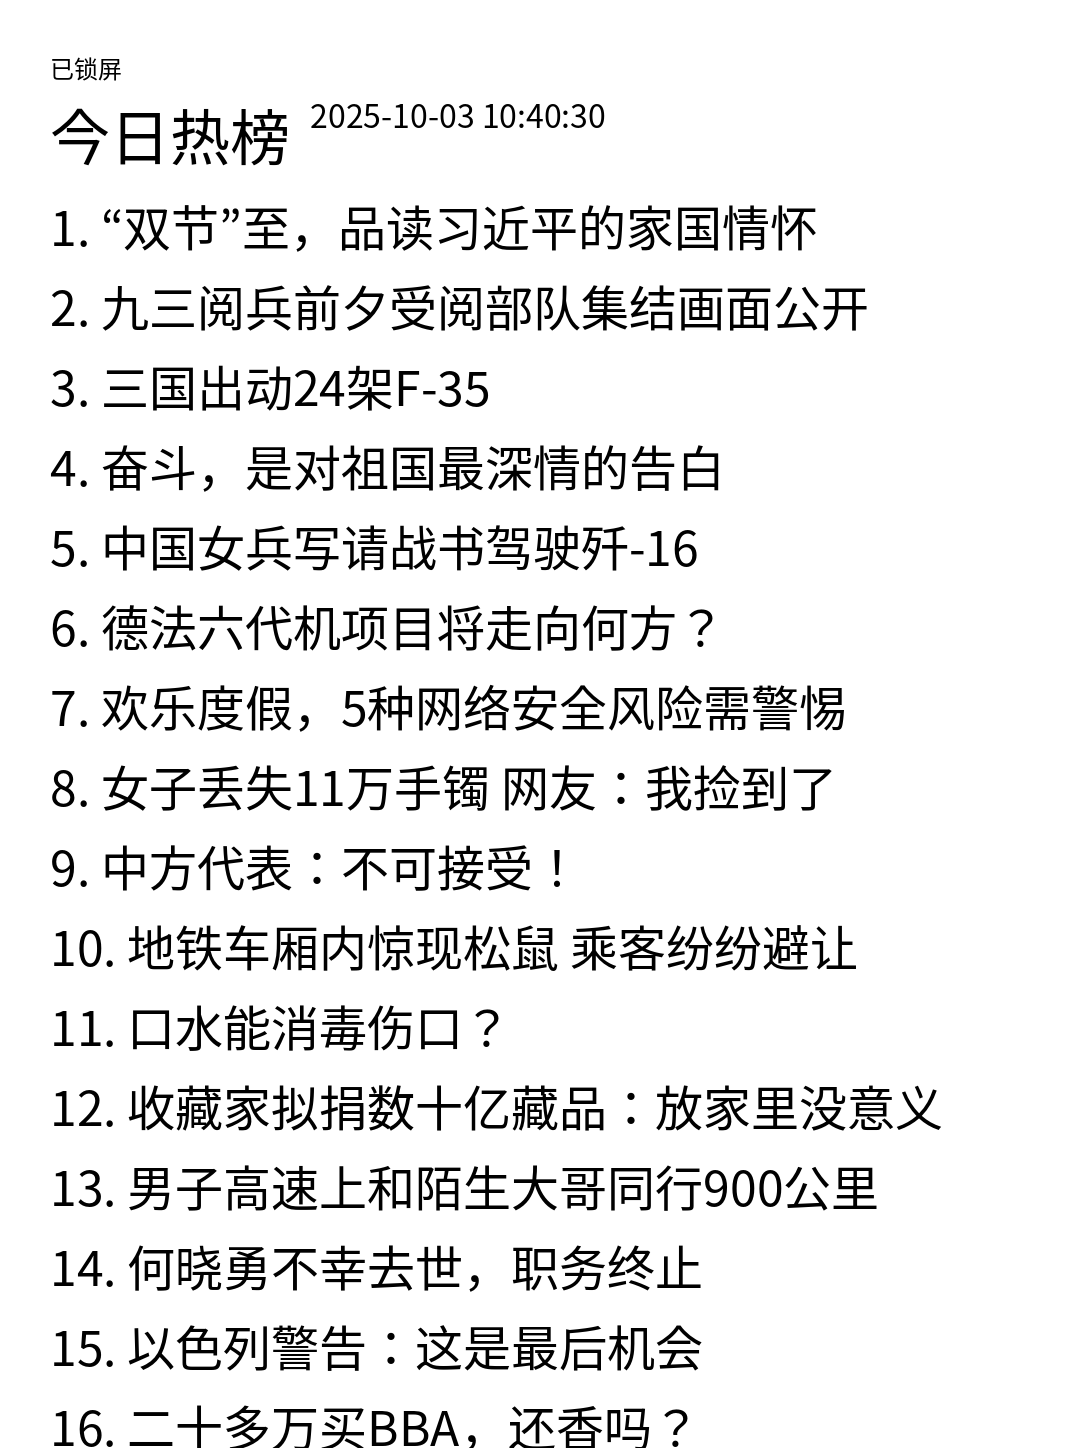 已锁屏
今日热榜 2025-10-03 10:40:30
1. “双节”至，品读习近平的家国情怀
2. 九三阅兵前夕受阅部队集结画面公开
3. 三国出动24架F-35
4. 奋斗，是对祖国最深情的告白
5. 中国女兵写请战书驾驶歼-16
6. 德法六代机项目将走向何方？
7. 欢乐度假，5种网络安全风险需警惕
8. 女子丢失11万手镯 网友：我捡到了
9. 中方代表：不可接受！
10. 地铁车厢内惊现松鼠 乘客纷纷避让
11. 口水能消毒伤口？
12. 收藏家拟捐数十亿藏品：放家里没意义
13. 男子高速上和陌生大哥同行900公里
14. 何晓勇不幸去世，职务终止
15. 以色列警告：这是最后机会
16. 二十多万买BBA，还香吗？